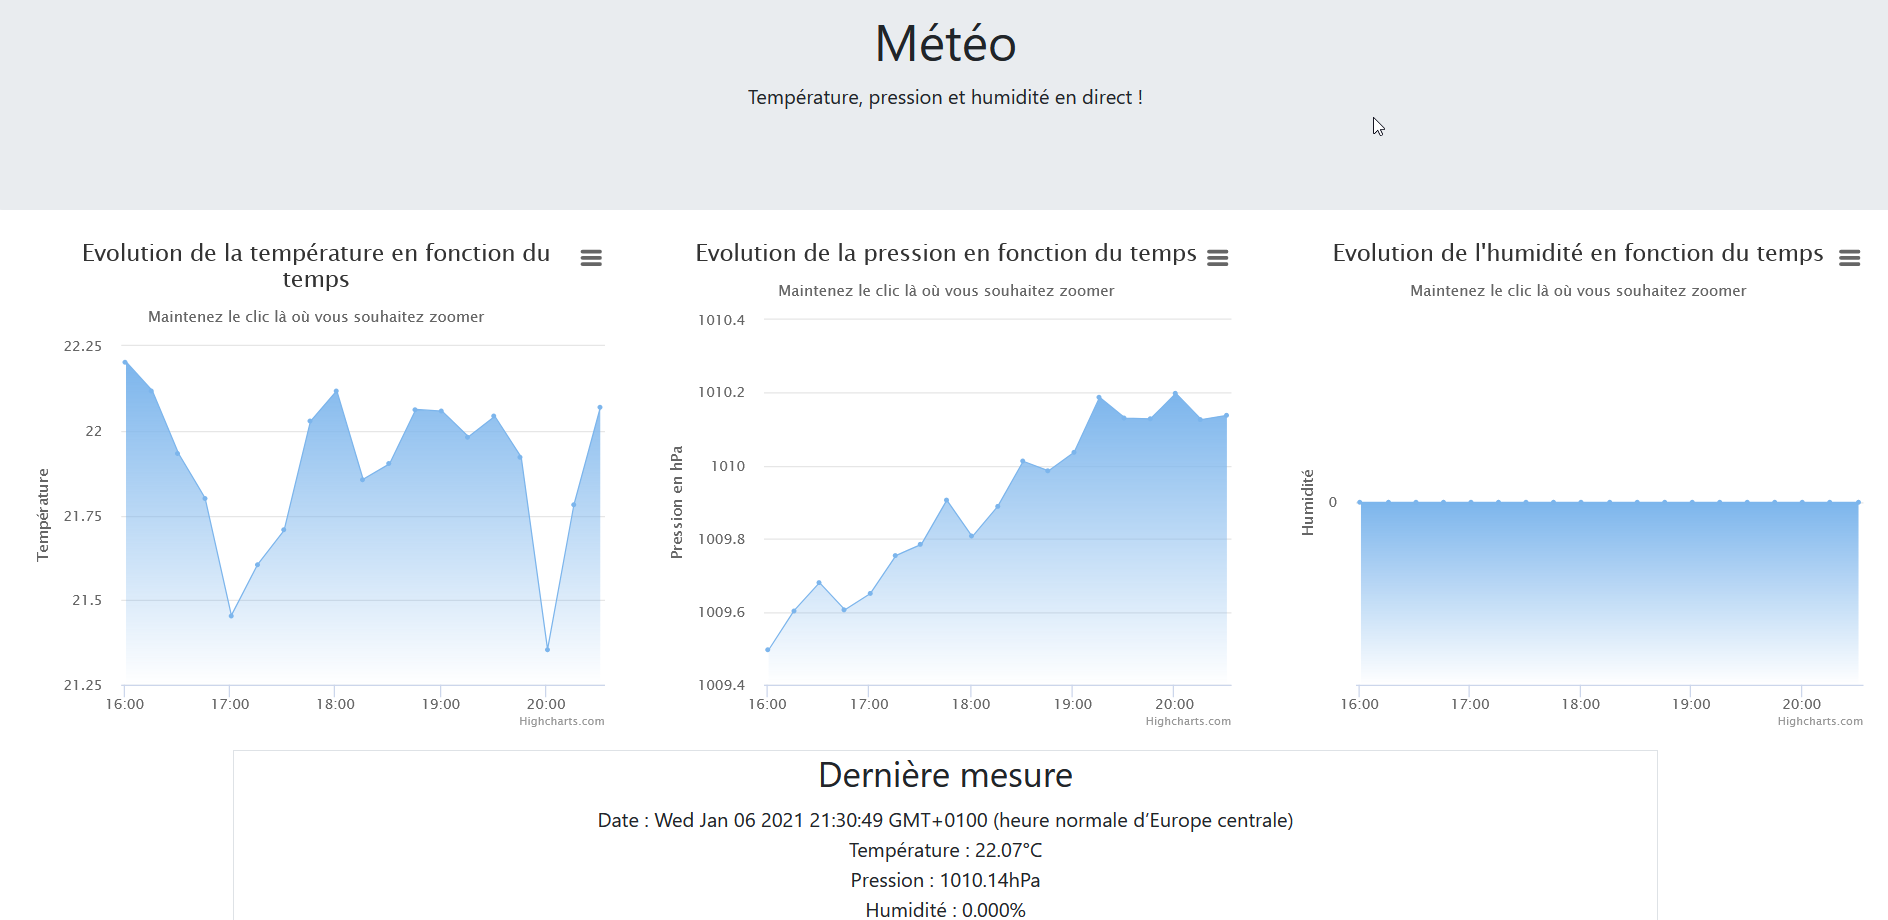 Météo
Température, pression et humidité en direct !
Evolution de la température en fonction du
temps
Maintenez le clic là où vous souhaitez zoomer
Température
22.25
22
21.75
21.5
21.25
16:00 17:00 18:00 19:00 20:00
Highcharts.com
Evolution de la pression en fonction du temps
Maintenez le clic là où vous souhaitez zoomer
Pression en hPa
1010.4
1010.2
1010
1009.8
1009.6
1009.4
16:00 17:00 18:00 19:00 20:00
Highcharts.com
Evolution de l'humidité en fonction du temps
Maintenez le clic là où vous souhaitez zoomer
Humidité
0
16:00 17:00 18:00 19:00 20:00
Highcharts.com
Dernière mesure
Date : Wed Jan 06 2021 21:30:49 GMT+0100 (heure normale d’Europe centrale)
Température : 22.07°C
Pression : 1010.14hPa
Humidité : 0.000%